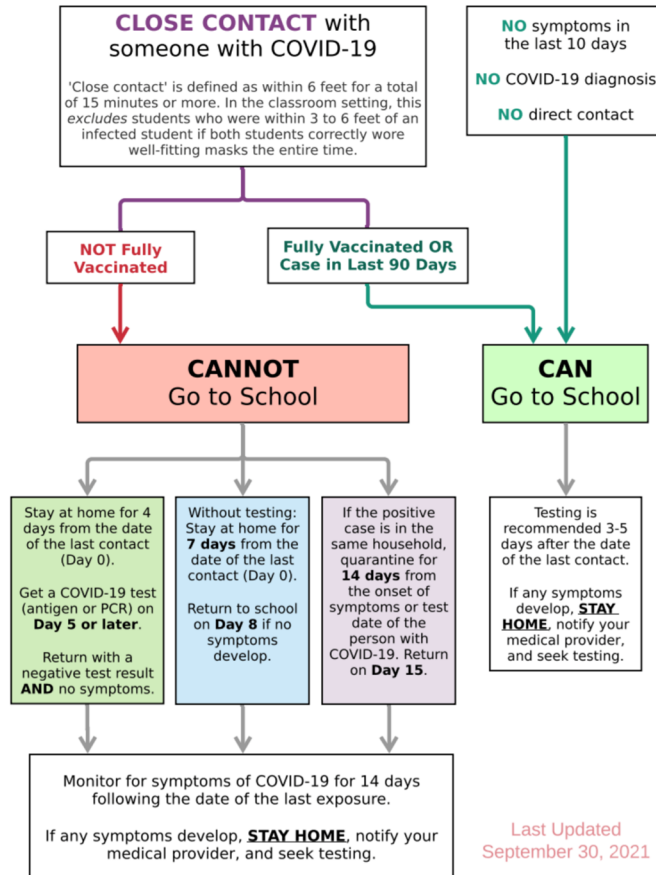 CLOSE CONTACT with
someone with COVID-19
'Close contact' is defined as within 6 feet for a total
of 15 minutes or more. In the classroom setting, this
excludes students who were within 3 to 6 feet of an
infected student if both students correctly wore
well-fitting masks the entire time.
NO symptoms in
the last 10 days
NO COVID-19 diagnosis
NO direct contact
NOT Fully
Vaccinated
Fully Vaccinated OR
Case in Last 90 Days
CANNOT
Go to School
CAN
Go to School
Stay at home for 4
days from the date
of the last contact
(Day 0).
Get a COVID-19 test
(antigen or PCR) on
Day 5 or later.
Return with a
negative test result
AND no symptoms.
Without testing:
Stay at home for
7 days from the
date of the last
contact (Day 0).
Return to school
on Day 8 if no
symptoms
develop.
If the positive
case is in the
same household,
quarantine for
14 days from
the onset of
symptoms or test
date of the
person with
COVID-19. Return
on Day 15.
Testing is
recommended 3-5
days after the date
of the last contact.
If any symptoms
develop, STAY
HOME, notify your
medical provider,
and seek testing.
Monitor for symptoms of COVID-19 for 14 days
following the date of the last exposure.
If any symptoms develop, STAY HOME, notify your
medical provider, and seek testing.
Last Updated
September 30, 2021